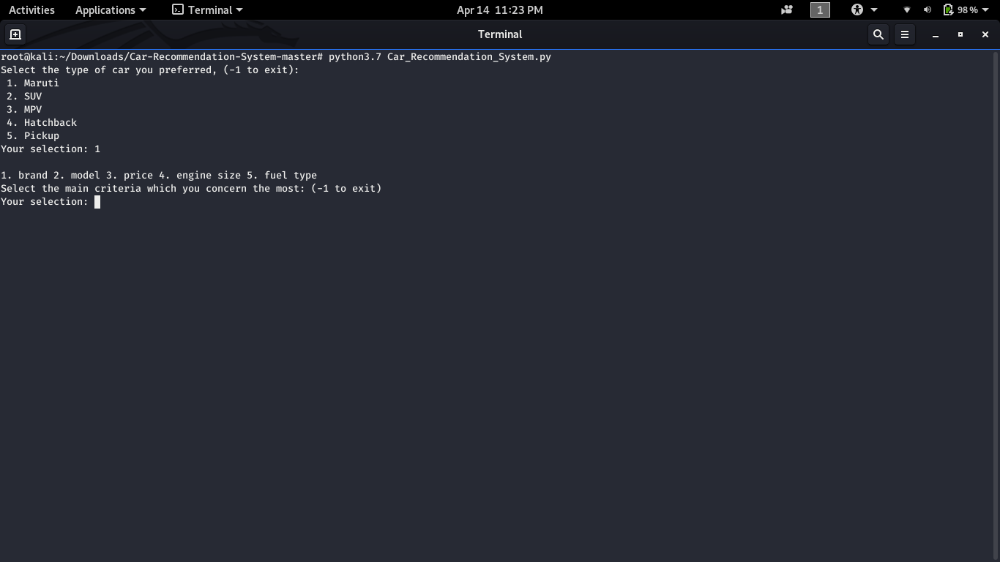 Activities Applications Terminal Apr 14 11:23 PM 1 98 %
Terminal
root@kali:~/Downloads/Car-Recommendation-System-master# python3.7 Car_Recommendation_System.py
Select the type of car you preferred, (-1 to exit):
1. Maruti
2. SUV
3. MPV
4. Hatchback
5. Pickup
Your selection: 1
1. brand 2. model 3. price 4. engine size 5. fuel type
Select the main criteria which you concern the most: (-1 to exit)
Your selection: